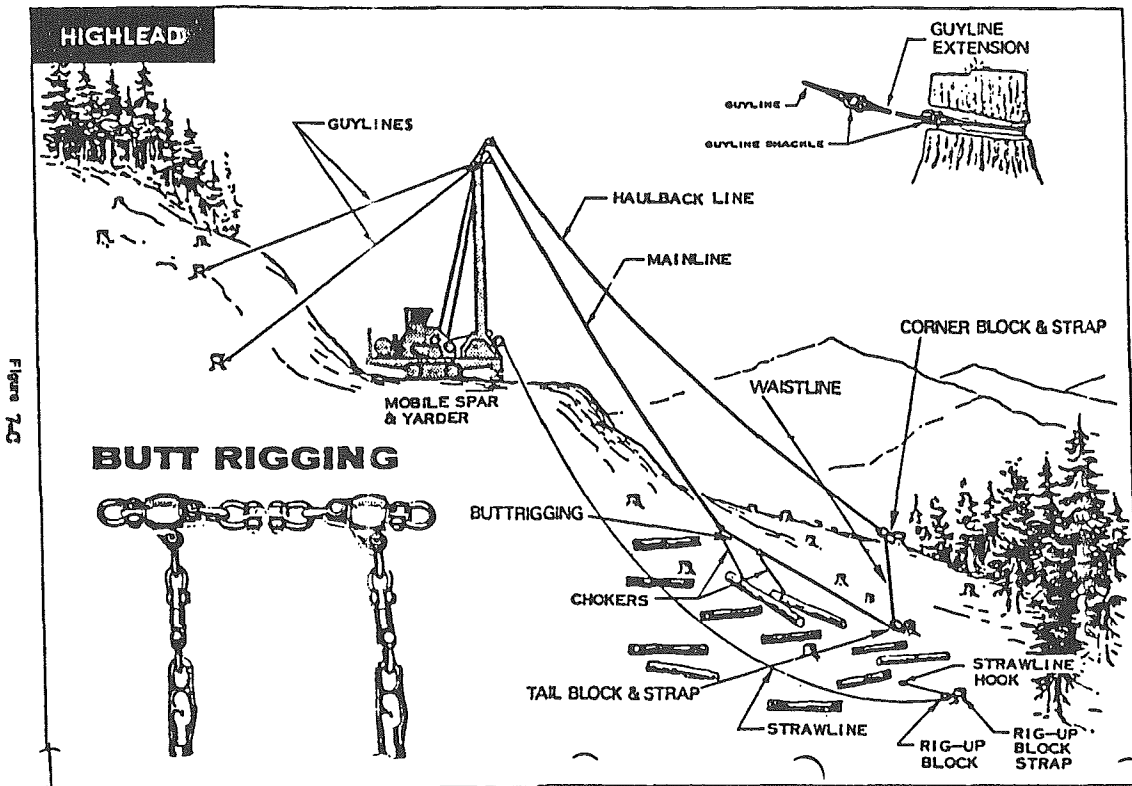 HIGHLEAD
GUYLINES
GUYLINE
EXTENSION
GUYLINE
GUYLINE SHACKLE
HAULBACK LINE
MAINLINE
CORNER BLOCK & STRAP
WAISTLINE
MOBILE SPAR
& YARDER
Figure 7-C
BUTT RIGGING
BUTTRIGGING
CHOKERS
TAIL BLOCK & STRAP
STRAWLINE
STRAWLINE
HOOK
RIG-UP
BLOCK
RIG-UP
BLOCK
STRAP